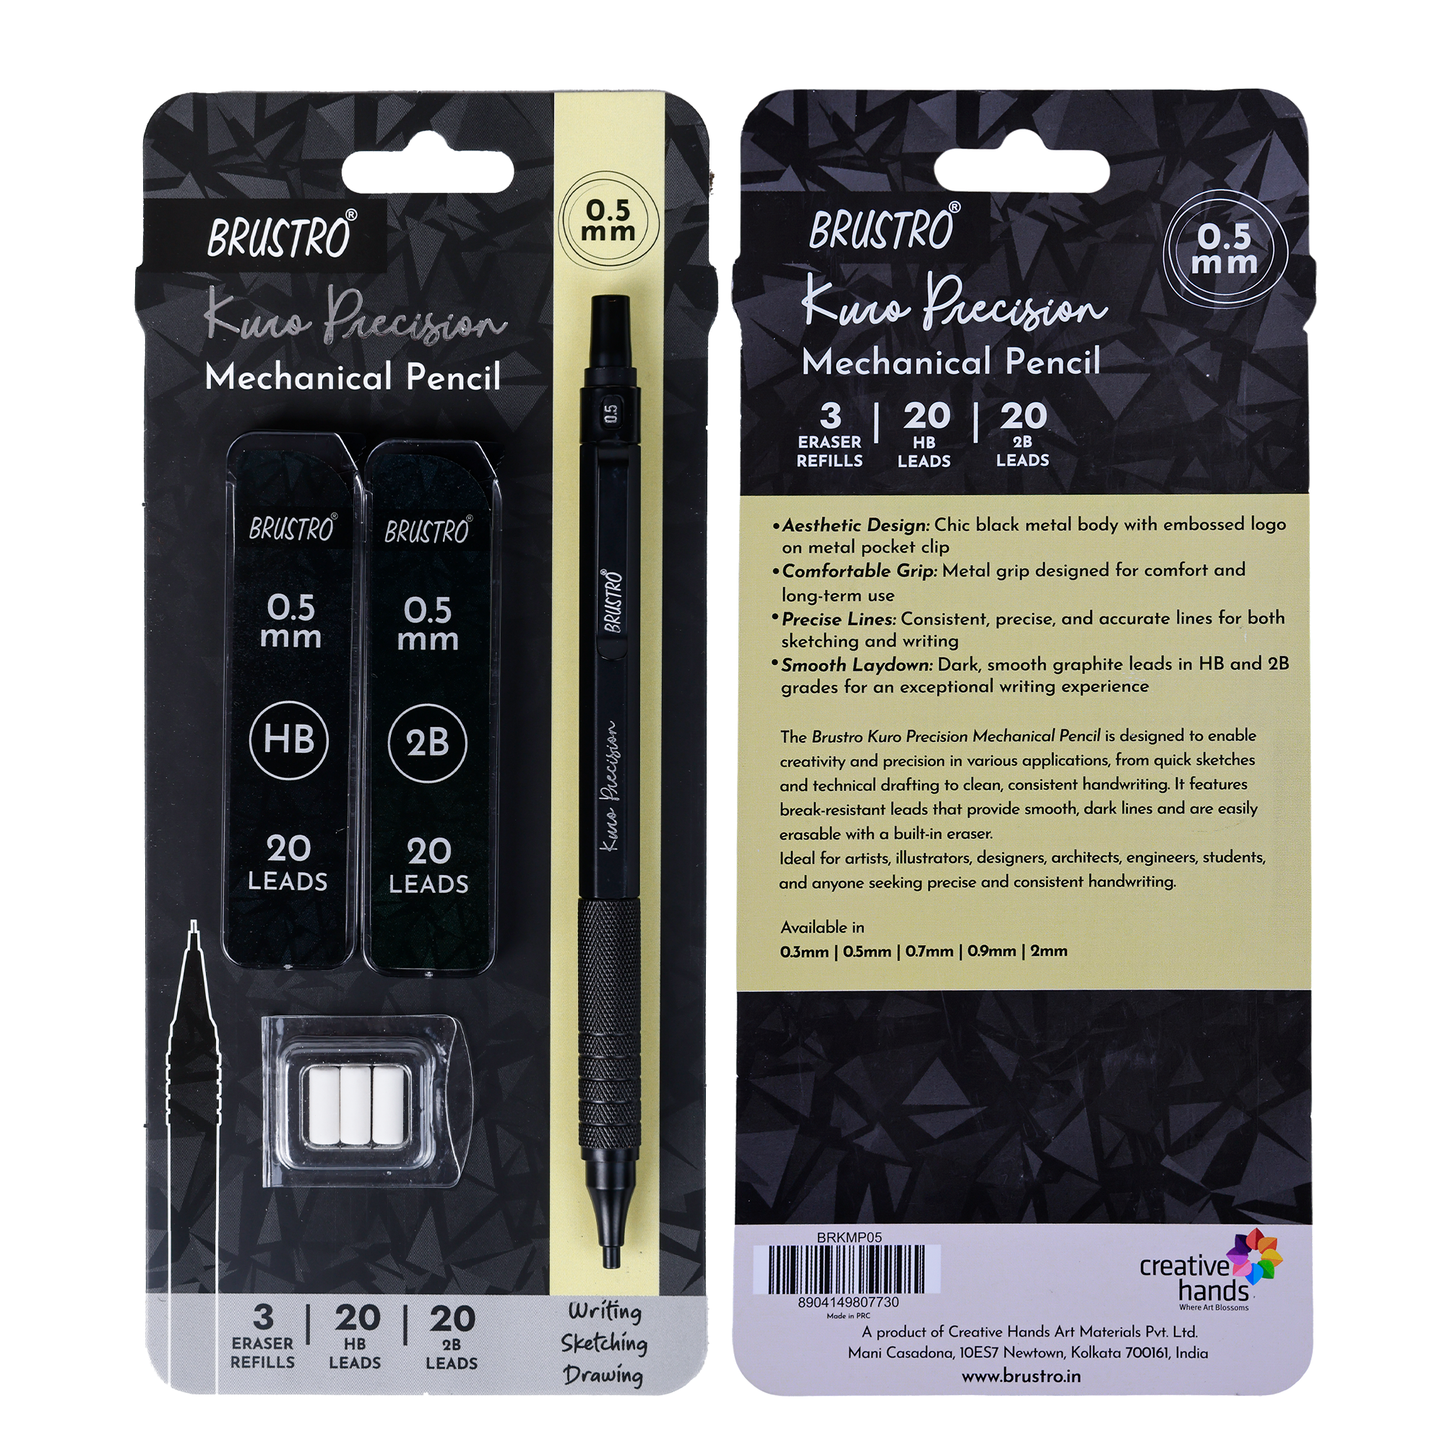 BRUSTRO®
Kuro Precision
Mechanical Pencil
0.5
mm
BRUSTRO®
0.5
mm
HB
20
LEADS
BRUSTRO®
0.5
mm
2B
20
LEADS
0.5
BRUSTRO®
Kuro Precision
3 | 20 | 20
ERASER HB 2B
REFILLS LEADS LEADS
Writing
Sketching
Drawing
BRUSTRO®
Kuro Precision
Mechanical Pencil
0.5
mm
3 | 20 | 20
ERASER HB 2B
REFILLS LEADS LEADS
•Aesthetic Design: Chic black metal body with embossed logo
on metal pocket clip
•Comfortable Grip: Metal grip designed for comfort and
long-term use
•Precise Lines: Consistent, precise, and accurate lines for both
sketching and writing
•Smooth Laydown: Dark, smooth graphite leads in HB and 2B
grades for an exceptional writing experience
The Brustro Kuro Precision Mechanical Pencil is designed to enable
creativity and precision in various applications, from quick sketches
and technical drafting to clean, consistent handwriting. It features
break-resistant leads that provide smooth, dark lines and are easily
erasable with a built-in eraser.
Ideal for artists, illustrators, designers, architects, engineers, students,
and anyone seeking precise and consistent handwriting.
Available in
0.3mm | 0.5mm | 0.7mm | 0.9mm | 2mm
BRKMP05
8904149807730
Made in PRC
creative
hands
Where Art Blossoms
A product of Creative Hands Art Materials Pvt. Ltd.
Mani Casadona, 10ES7 Newtown, Kolkata 700161, India
www.brustro.in